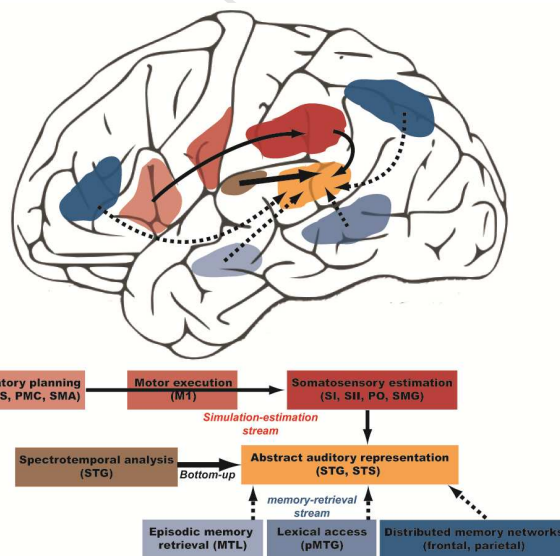 atory planning
S, PMC, SMA)
Motor execution
(M1)
Somatosensory estimation
(SI, SII, PO, SMG)
Simulation-estimation
stream
Spectrotemporal analysis
(STG)
Bottom-up
Abstract auditory representation
(STG, STS)
memory-retrieval
stream
Episodic memory
retrieval (MTL)
Lexical access
(pMTG)
Distributed memory network
(frontal, parietal)